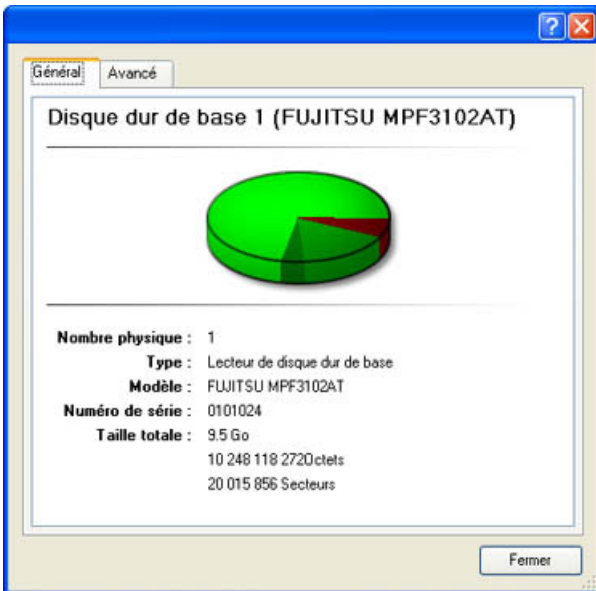 Général Avancé
Disque dur de base 1 (FUJITSU MPF3102AT)
Nombre physique : 1
Type : Lecteur de disque dur de base
Modèle : FUJITSU MPF3102AT
Numéro de série : 0101024
Taille totale : 9.5 Go
10 248 118 272Octets
20 015 856 Secteurs
Fermer